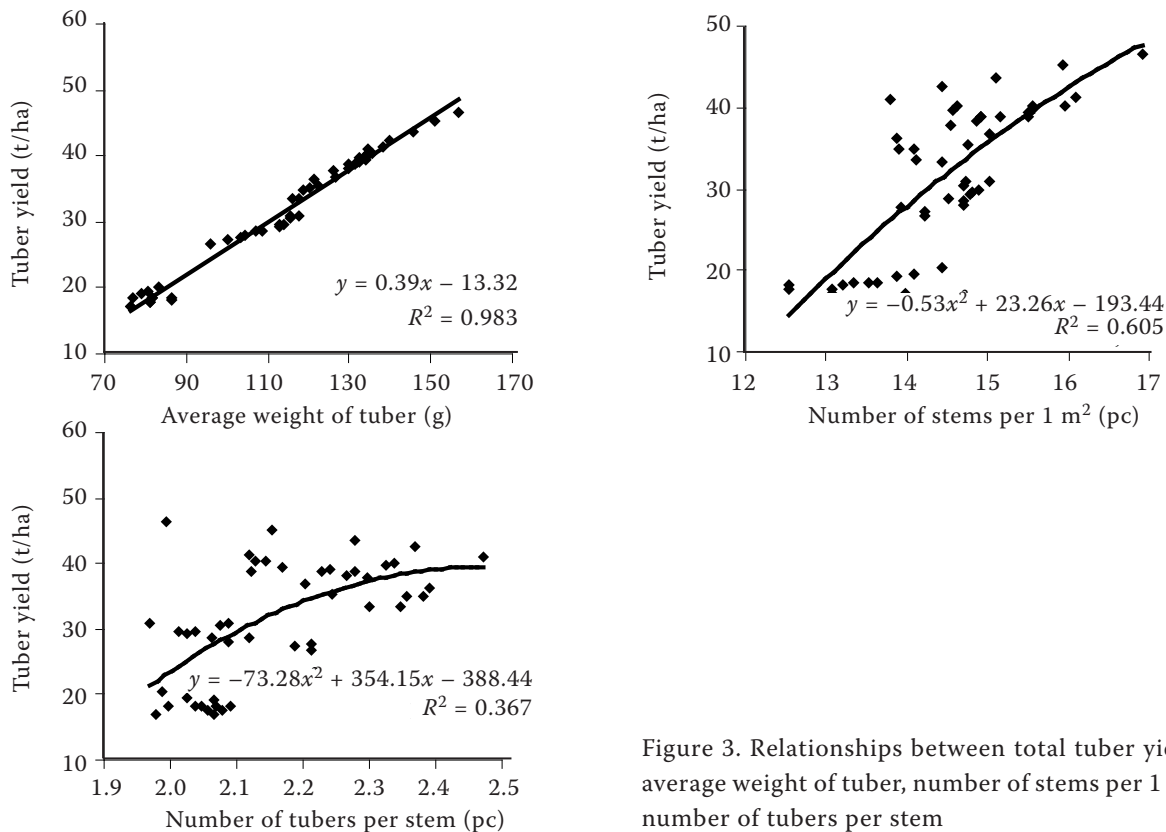 60
50
40
30
20
10
Tuber yield (t/ha)
y = 0.39x – 13.32
R² = 0.983
70 90 110 130 150 170
Average weight of tuber (g)
50
40
30
20
10
Tuber yield (t/ha)
y = –0.53x² + 23.26x – 193.44
R² = 0.605
12 13 14 15 16 17
Number of stems per 1 m² (pc)
60
50
40
30
20
10
Tuber yield (t/ha)
y = –73.28x² + 354.15x – 388.44
R² = 0.367
1.9 2.0 2.1 2.2 2.3 2.4 2.5
Number of tubers per stem (pc)
Figure 3. Relationships between total tuber
average weight of tuber, number of stems per 1
number of tubers per stem